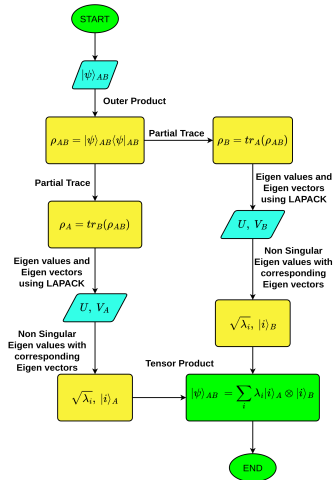 START
|ψ⟩_AB
Outer Product
ρ_AB = |ψ⟩_AB⟨ψ|_AB
Partial Trace
ρ_B = tr_A(ρ_AB)
Partial Trace
Eigen values and
Eigen vectors
using LAPACK
ρ_A = tr_B(ρ_AB)
U, V_B
Eigen values and
Eigen vectors
using LAPACK
Non Singular
Eigen values with
corresponding
Eigen vectors
U, V_A
√λ_i, |i⟩_B
Non Singular
Eigen values with
corresponding
Eigen vectors
Tensor Product
√λ_i, |i⟩_A
|ψ⟩_AB = ∑_i λ_i|i⟩_A ⊗ |i⟩_B
END